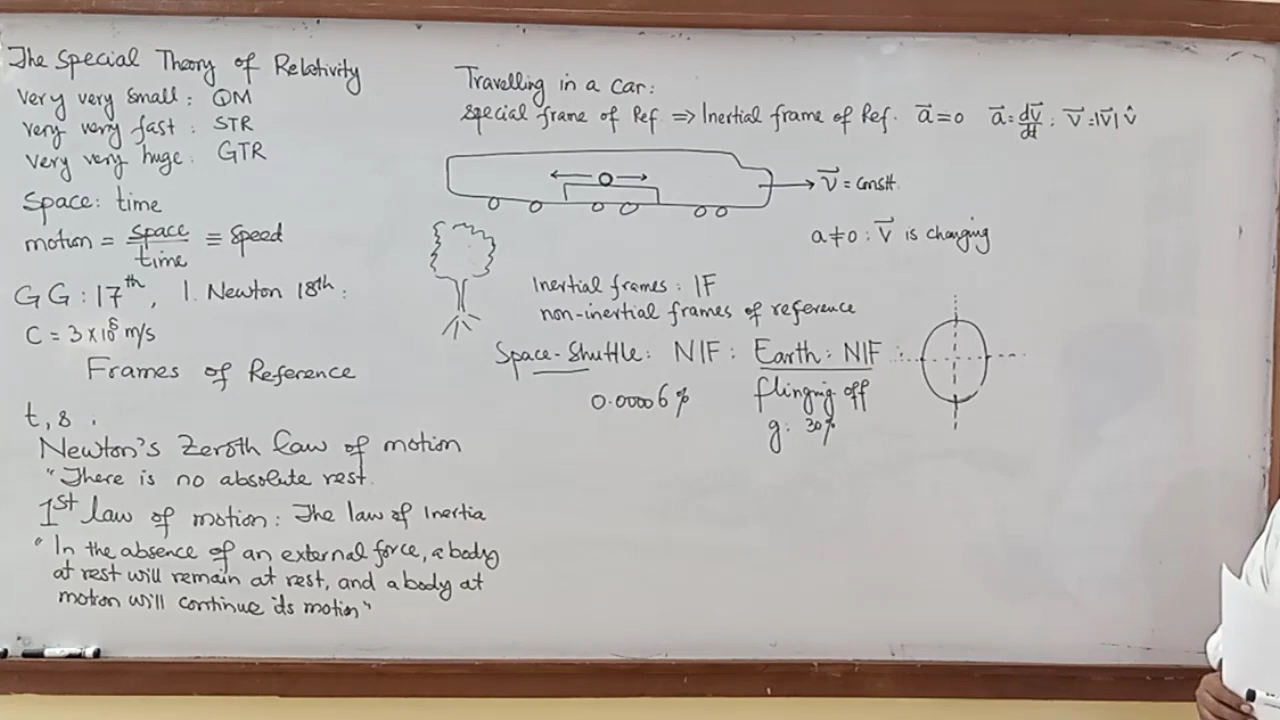 The Special Theory of Relativity
Very very small: QM
very very fast: STR
very very huge: GTR
Space: time
motion = space/time ≡ Speed
GG: 17th, I. Newton 18th:
C = 3×10⁸ m/s
Frames of Reference
t, s.
Newton's Zeroth law of motion
"There is no absolute rest.
1st law of motion: The law of Inertia
"In the absence of an external force, a body
at rest will remain at rest, and a body at
motion will continue its motion"
Travelling in a car:
special frame of Ref. ⇒ Inertial frame of Ref. a⃗=0 a⃗=dv⃗/dt; v⃗=|v⃗| v̂
v⃗ = const.
a≠0: v⃗ is changing
Inertial frames: IF
non-inertial frames of reference
Space-Shuttle: NIF: Earth: NIF:
0.00006% flinging off
g: 30%